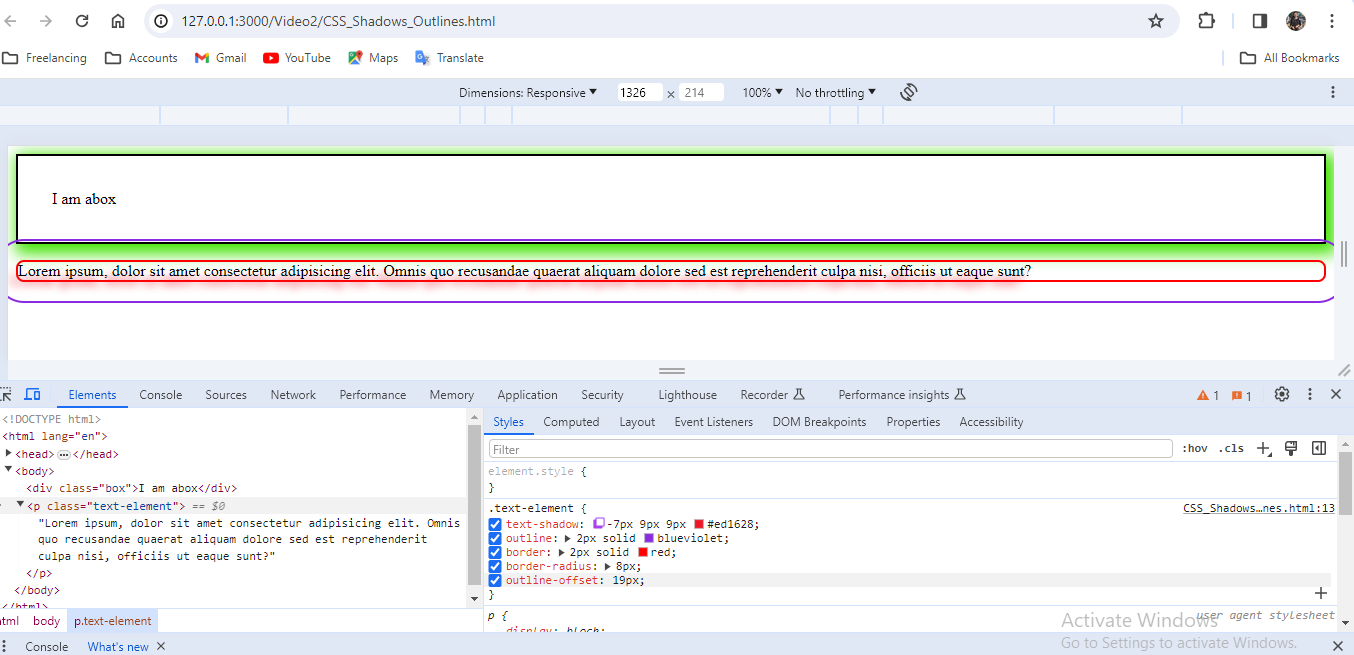 127.0.0.1:3000/Video2/CSS_Shadows_Outlines.html
Freelancing Accounts Gmail YouTube Maps Translate All Bookmarks
Dimensions: Responsive ▼ 1326 × 214 100% ▼ No throttling ▼
I am abox
Lorem ipsum, dolor sit amet consectetur adipisicing elit. Omnis quo recusandae quaerat aliquam dolore sed est reprehenderit culpa nisi, officiis ut eaque sunt?
Elements Console Sources Network Performance Memory Application Security Lighthouse Recorder Performance insights 1 1
<!DOCTYPE html>
<html lang="en">
<head> ⋯ </head>
<body>
<div class="box">I am abox</div>
<p class="text-element"> == $0
"Lorem ipsum, dolor sit amet consectetur adipisicing elit. Omnis
quo recusandae quaerat aliquam dolore sed est reprehenderit
culpa nisi, officiis ut eaque sunt?"
</p>
</body>
</html>
html body p.text-element
Styles Computed Layout Event Listeners DOM Breakpoints Properties Accessibility
Filter :hov .cls
element.style {
}
.text-element { CSS_Shadows…nes.html:13
text-shadow: -7px 9px 9px #ed1628;
outline: 2px solid blueviolet;
border: 2px solid red;
border-radius: 8px;
outline-offset: 19px;
}
p { user agent stylesheet
display: block;
Activate Windows
Go to Settings to activate Windows.
Console What's new